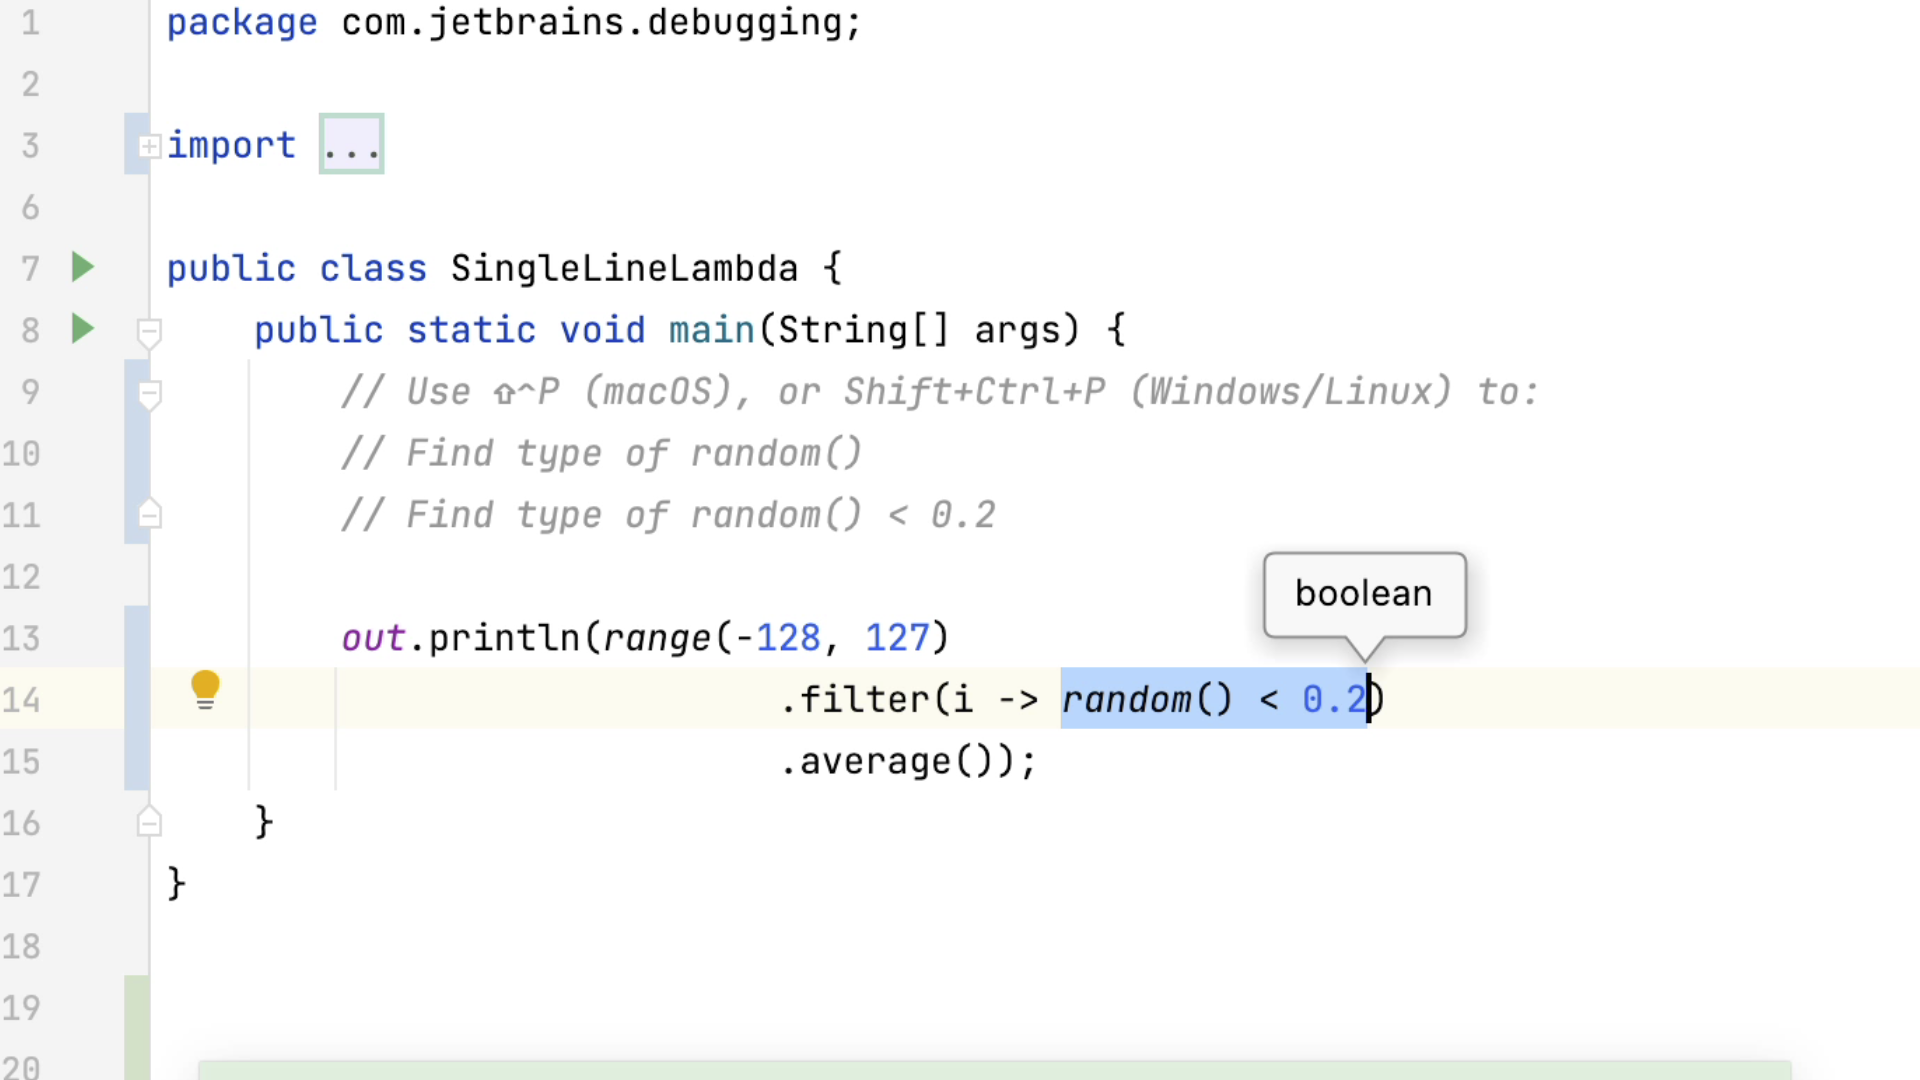 1 package com.jetbrains.debugging;
2
3 import ...
6
7 public class SingleLineLambda {
8 public static void main(String[] args) {
9 // Use ⇧^P (macOS), or Shift+Ctrl+P (Windows/Linux) to:
10 // Find type of random()
11 // Find type of random() < 0.2
12
boolean
13 out.println(range(-128, 127)
14 .filter(i -> random() < 0.2)
15 .average());
16 }
17 }
18
19
20